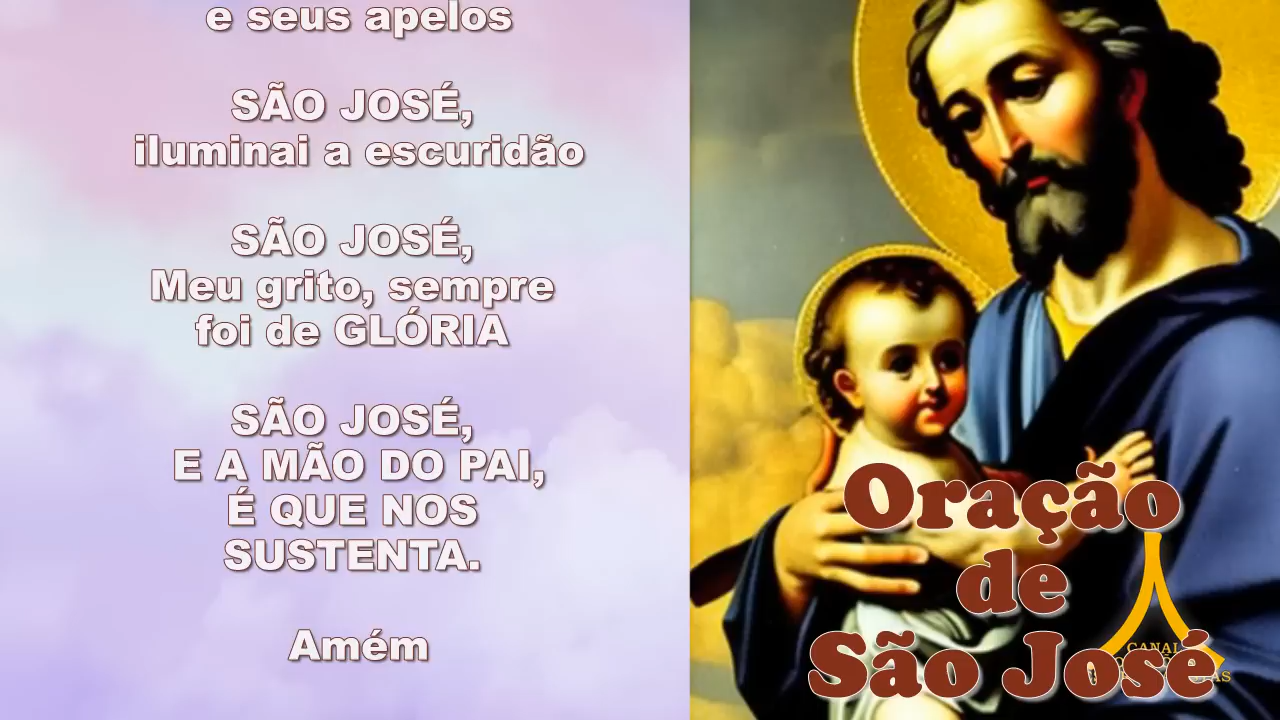 e seus apelos
SÃO JOSÉ,
iluminai a escuridão
SÃO JOSÉ,
Meu grito, sempre
foi de GLÓRIA
SÃO JOSÉ,
E A MÃO DO PAI,
É QUE NOS
SUSTENTA.
Amém
Oração
de
São José
CANAL